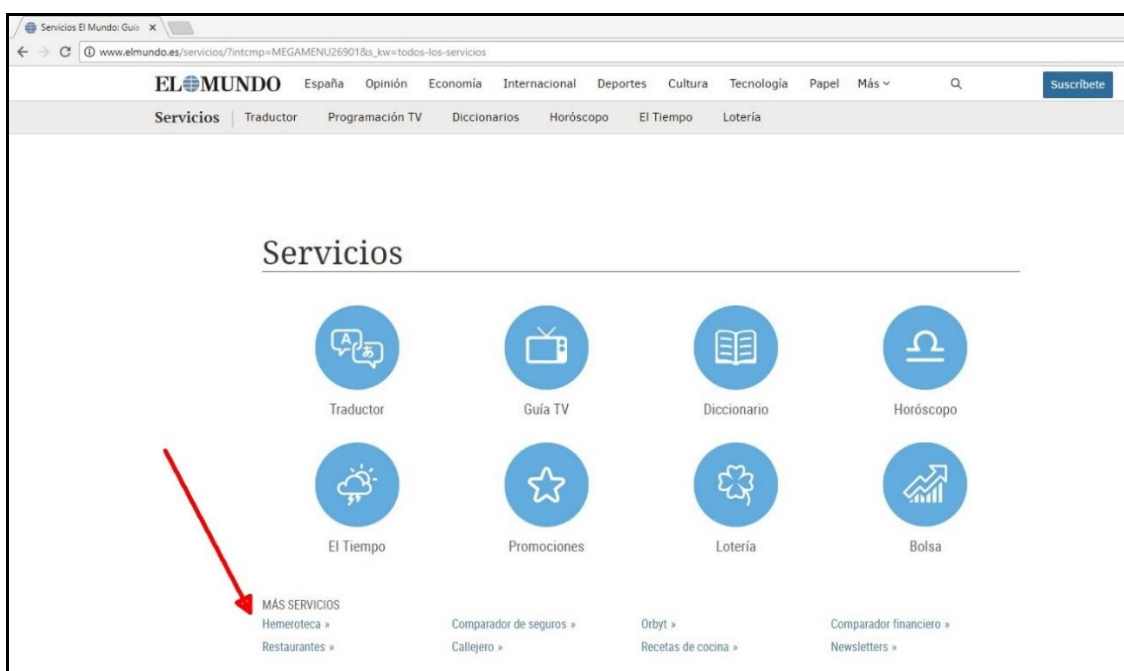 Servicios El Mundo: Guía
www.elmundo.es/servicios/?intcmp=MEGAMENU26901&s_kw=todos-los-servicios
EL MUNDO España Opinión Economía Internacional Deportes Cultura Tecnología Papel Más Suscríbete
Servicios Traductor Programación TV Diccionarios Horóscopo El Tiempo Lotería
Servicios
A あ
Traductor Guía TV Diccionario Horóscopo
El Tiempo Promociones Lotería Bolsa
MÁS SERVICIOS
Hemeroteca » Comparador de seguros » Orbyt » Comparador financiero »
Restaurantes » Callejero » Recetas de cocina » Newsletters »